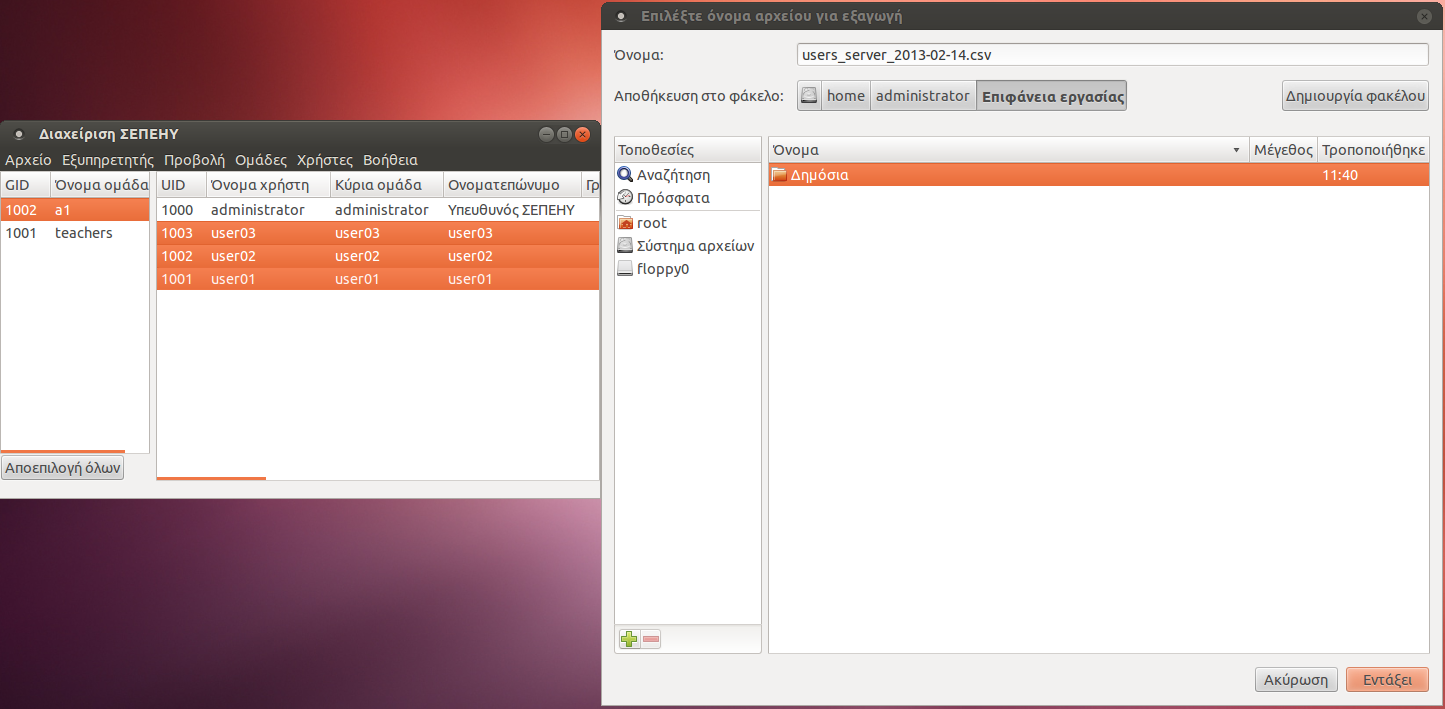 Διαχείριση ΣΕΠΕΗΥ
Αρχείο Εξυπηρετητής Προβολή Ομάδες Χρήστες Βοήθεια
GID Όνομα ομάδα
1002 a1
1001 teachers
Αποεπιλογή όλων
UID Όνομα χρήστη Κύρια ομάδα Ονοματεπώνυμο Γρ
1000 administrator administrator Υπευθυνός ΣΕΠΕΗΥ
1003 user03 user03 user03
1002 user02 user02 user02
1001 user01 user01 user01
Επιλέξτε όνομα αρχείου για εξαγωγή
Όνομα: users_server_2013-02-14.csv
Αποθήκευση στο φάκελο: home administrator Επιφάνεια εργασίας Δημιουργία φακέλου
Τοποθεσίες
Αναζήτηση
Πρόσφατα
root
Σύστημα αρχείων
floppy0
Όνομα Μέγεθος Τροποποιήθηκε
Δημόσια 11:40
Ακύρωση Εντάξει